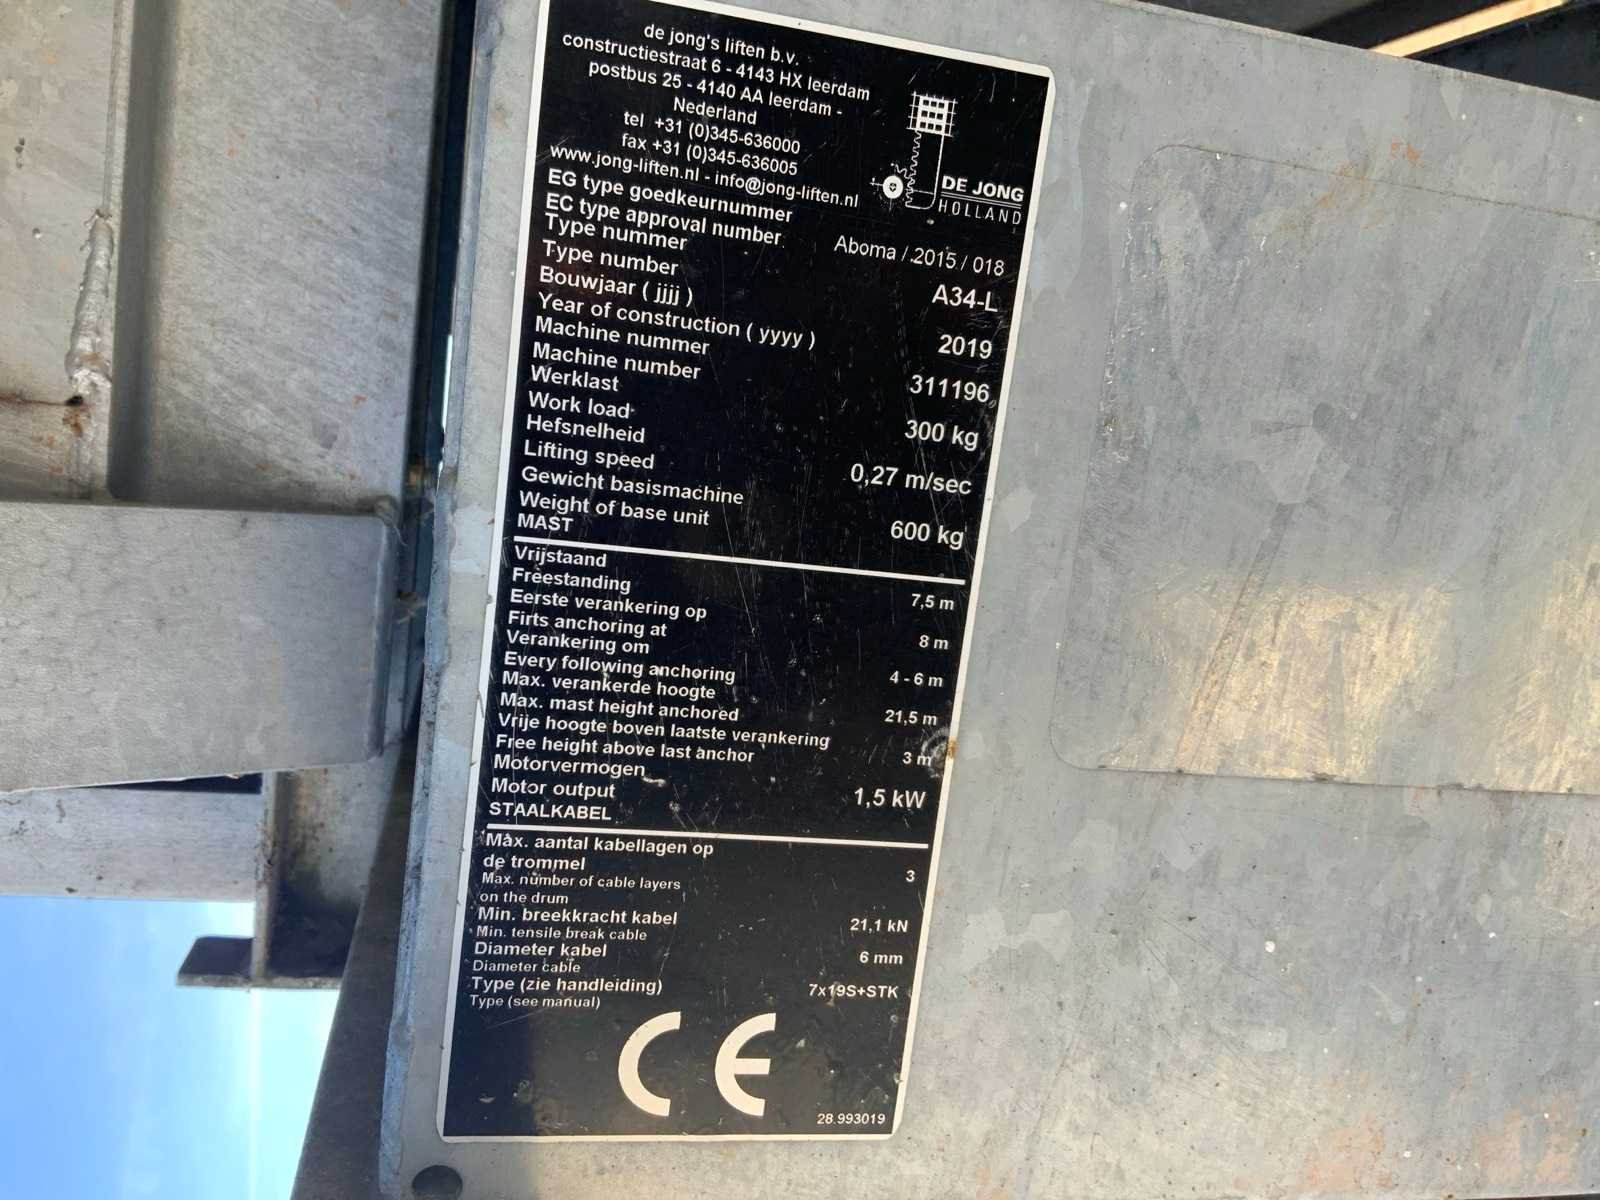 de jong's liften b.v.
constructiestraat 6 - 4143 HX leerdam
postbus 25 - 4140 AA leerdam -
Nederland
tel +31 (0)345-636000
fax +31 (0)345-636005
www.jong-liften.nl - info@jong-liften.nl
DE JONG
HOLLAND
EG type goedkeurnummer
EC type approval number Aboma / 2015 / 018
Type nummer
Type number A34-L
Bouwjaar ( jjjj )
Year of construction ( yyyy ) 2019
Machine nummer
Machine number 311196
Werklast
Work load 300 kg
Hefsnelheid
Lifting speed 0,27 m/sec
Gewicht basismachine
Weight of base unit 600 kg
MAST
Vrijstaand
Freestanding 7,5 m
Eerste verankering op
Firts anchoring at 8 m
Verankering om
Every following anchoring 4 - 6 m
Max. verankerde hoogte
Max. mast height anchored 21,5 m
Vrije hoogte boven laatste verankering
Free height above last anchor 3 m
Motorvermogen
Motor output 1,5 kW
STAALKABEL
Max. aantal kabellagen op
de trommel 3
Max. number of cable layers
on the drum
Min. breekkracht kabel 21,1 kN
Min. tensile break cable
Diameter kabel 6 mm
Diameter cable
Type (zie handleiding) 7x19S+STK
Type (see manual)
CE
28.993019